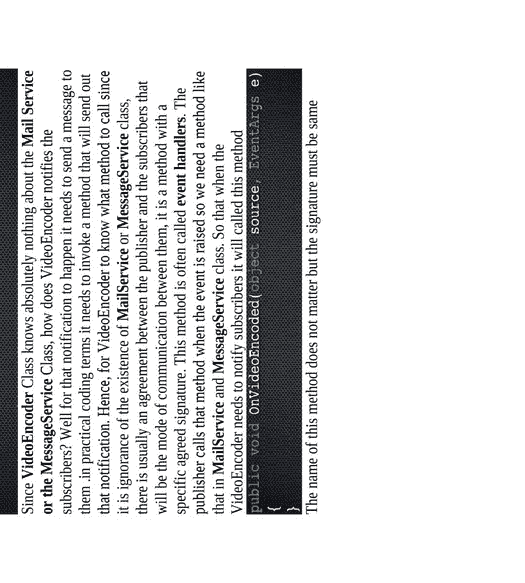 Since VideoEncoder Class knows absolutely nothing about the Mail Service
or the MessageService Class, how does VideoEncoder notifies the
subscribers? Well for that notification to happen it needs to send a message to
them .in practical coding terms it needs to invoke a method that will send out
that notification. Hence, for VideoEncoder to know what method to call since
it is ignorance of the existence of MailService or MessageService class,
there is usually an agreement between the publisher and the subscribers that
will be the mode of communication between them, it is a method with a
specific agreed signature. This method is often called event handlers. The
publisher calls that method when the event is raised so we need a method like
that in MailService and MessageService class. So that when the
VideoEncoder needs to notify subscribers it will called this method
public void OnVideoEncoded(object source, EventArgs e)
{
}
The name of this method does not matter but the signature must be same